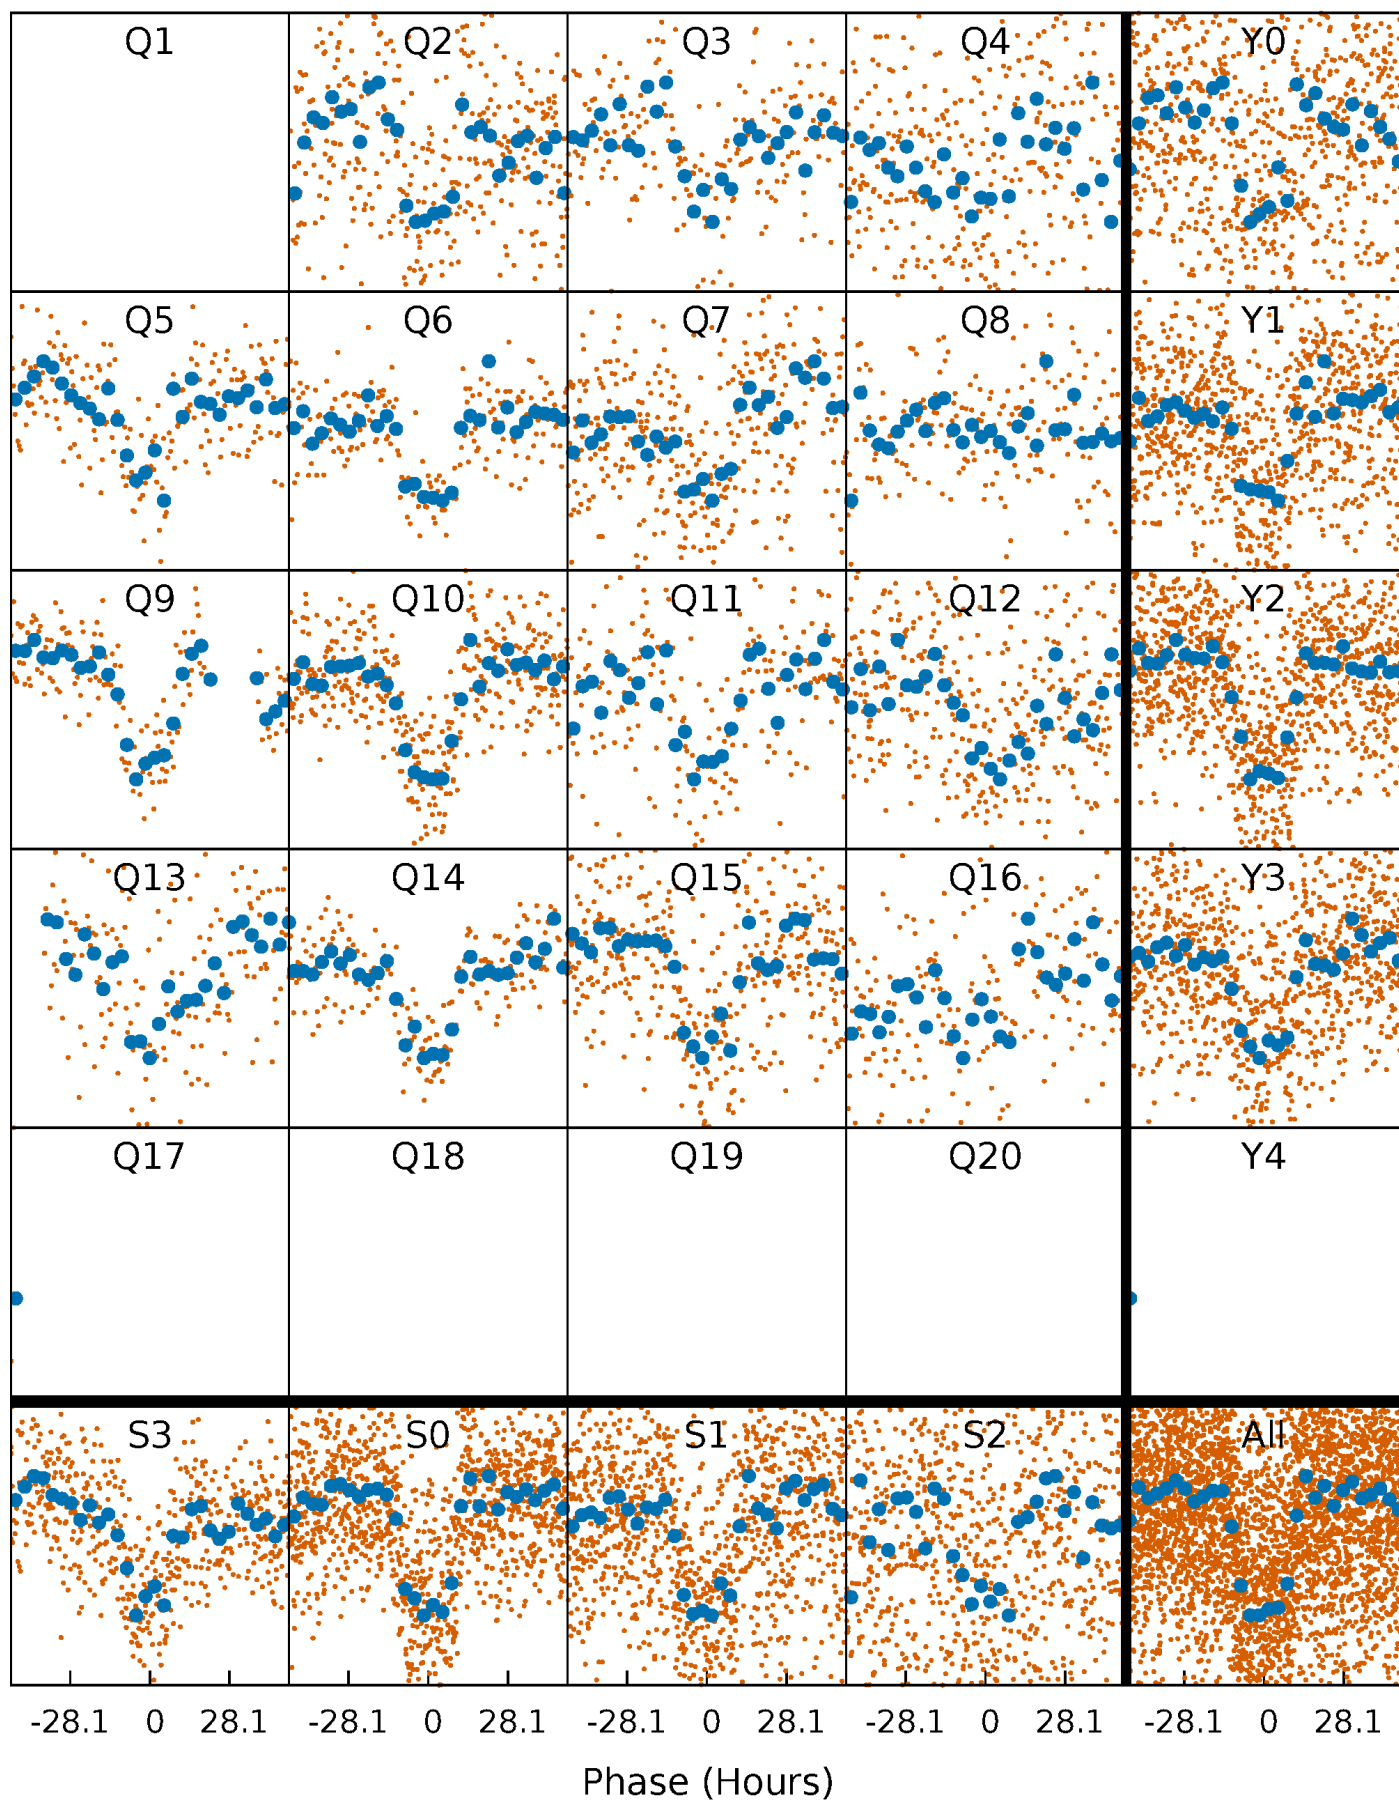 Q1 Q2 Q3 Q4 Y0
Q5 Q6 Q7 Q8 Y1
Q9 Q10 Q11 Q12 Y2
Q13 Q14 Q15 Q16 Y3
Q17 Q18 Q19 Q20 Y4
S3 S0 S1 S2 All
-28.1 0 28.1 -28.1 0 28.1 -28.1 0 28.1 -28.1 0 28.1 -28.1 0 28.1
Phase (Hours)